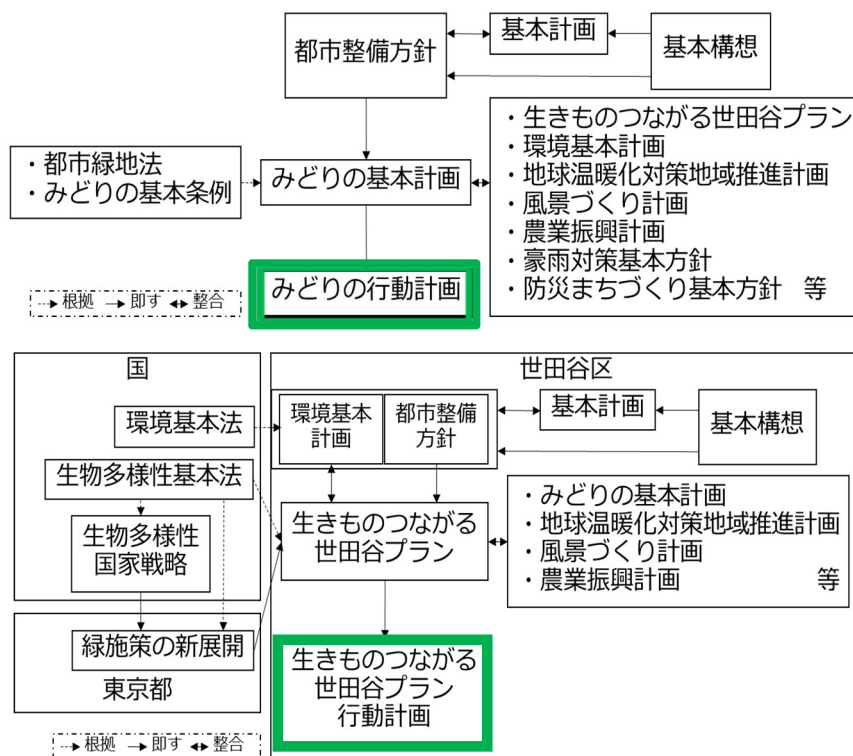 都市整備方針
基本計画
基本構想
・都市緑地法
・みどりの基本条例
みどりの基本計画
・生きものつながる世田谷プラン
・環境基本計画
・地球温暖化対策地域推進計画
・風景づくり計画
・農業振興計画
・豪雨対策基本方針
・防災まちづくり基本方針　等
みどりの行動計画
根拠 即す 整合
国
環境基本法
生物多様性基本法
生物多様性
国家戦略
緑施策の新展開
東京都
世田谷区
環境基本
計画
都市整備
方針
基本計画
基本構想
生きものつながる
世田谷プラン
・みどりの基本計画
・地球温暖化対策地域推進計画
・風景づくり計画
・農業振興計画　等
生きものつながる
世田谷プラン
行動計画
根拠 即す 整合